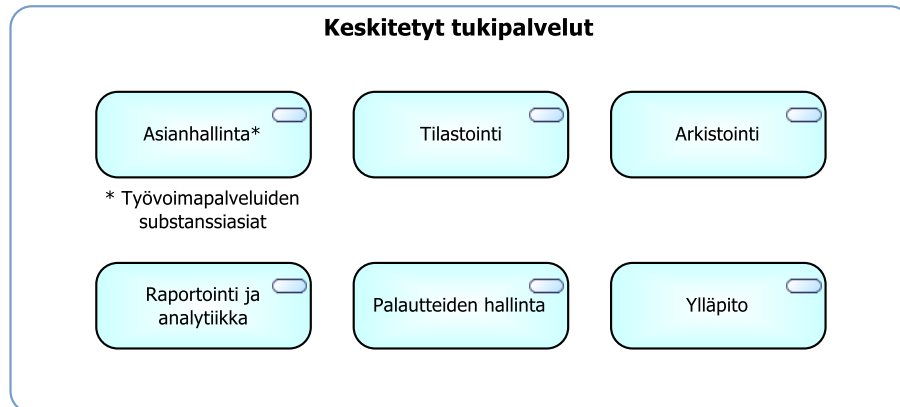 Keskitetyt tukipalvelut
Asianhallinta*
Tilastointi
Arkistointi
* Työvoimapalveluiden
substanssiasiat
Raportointi ja
analytiikka
Palautteiden hallinta
Ylläpito